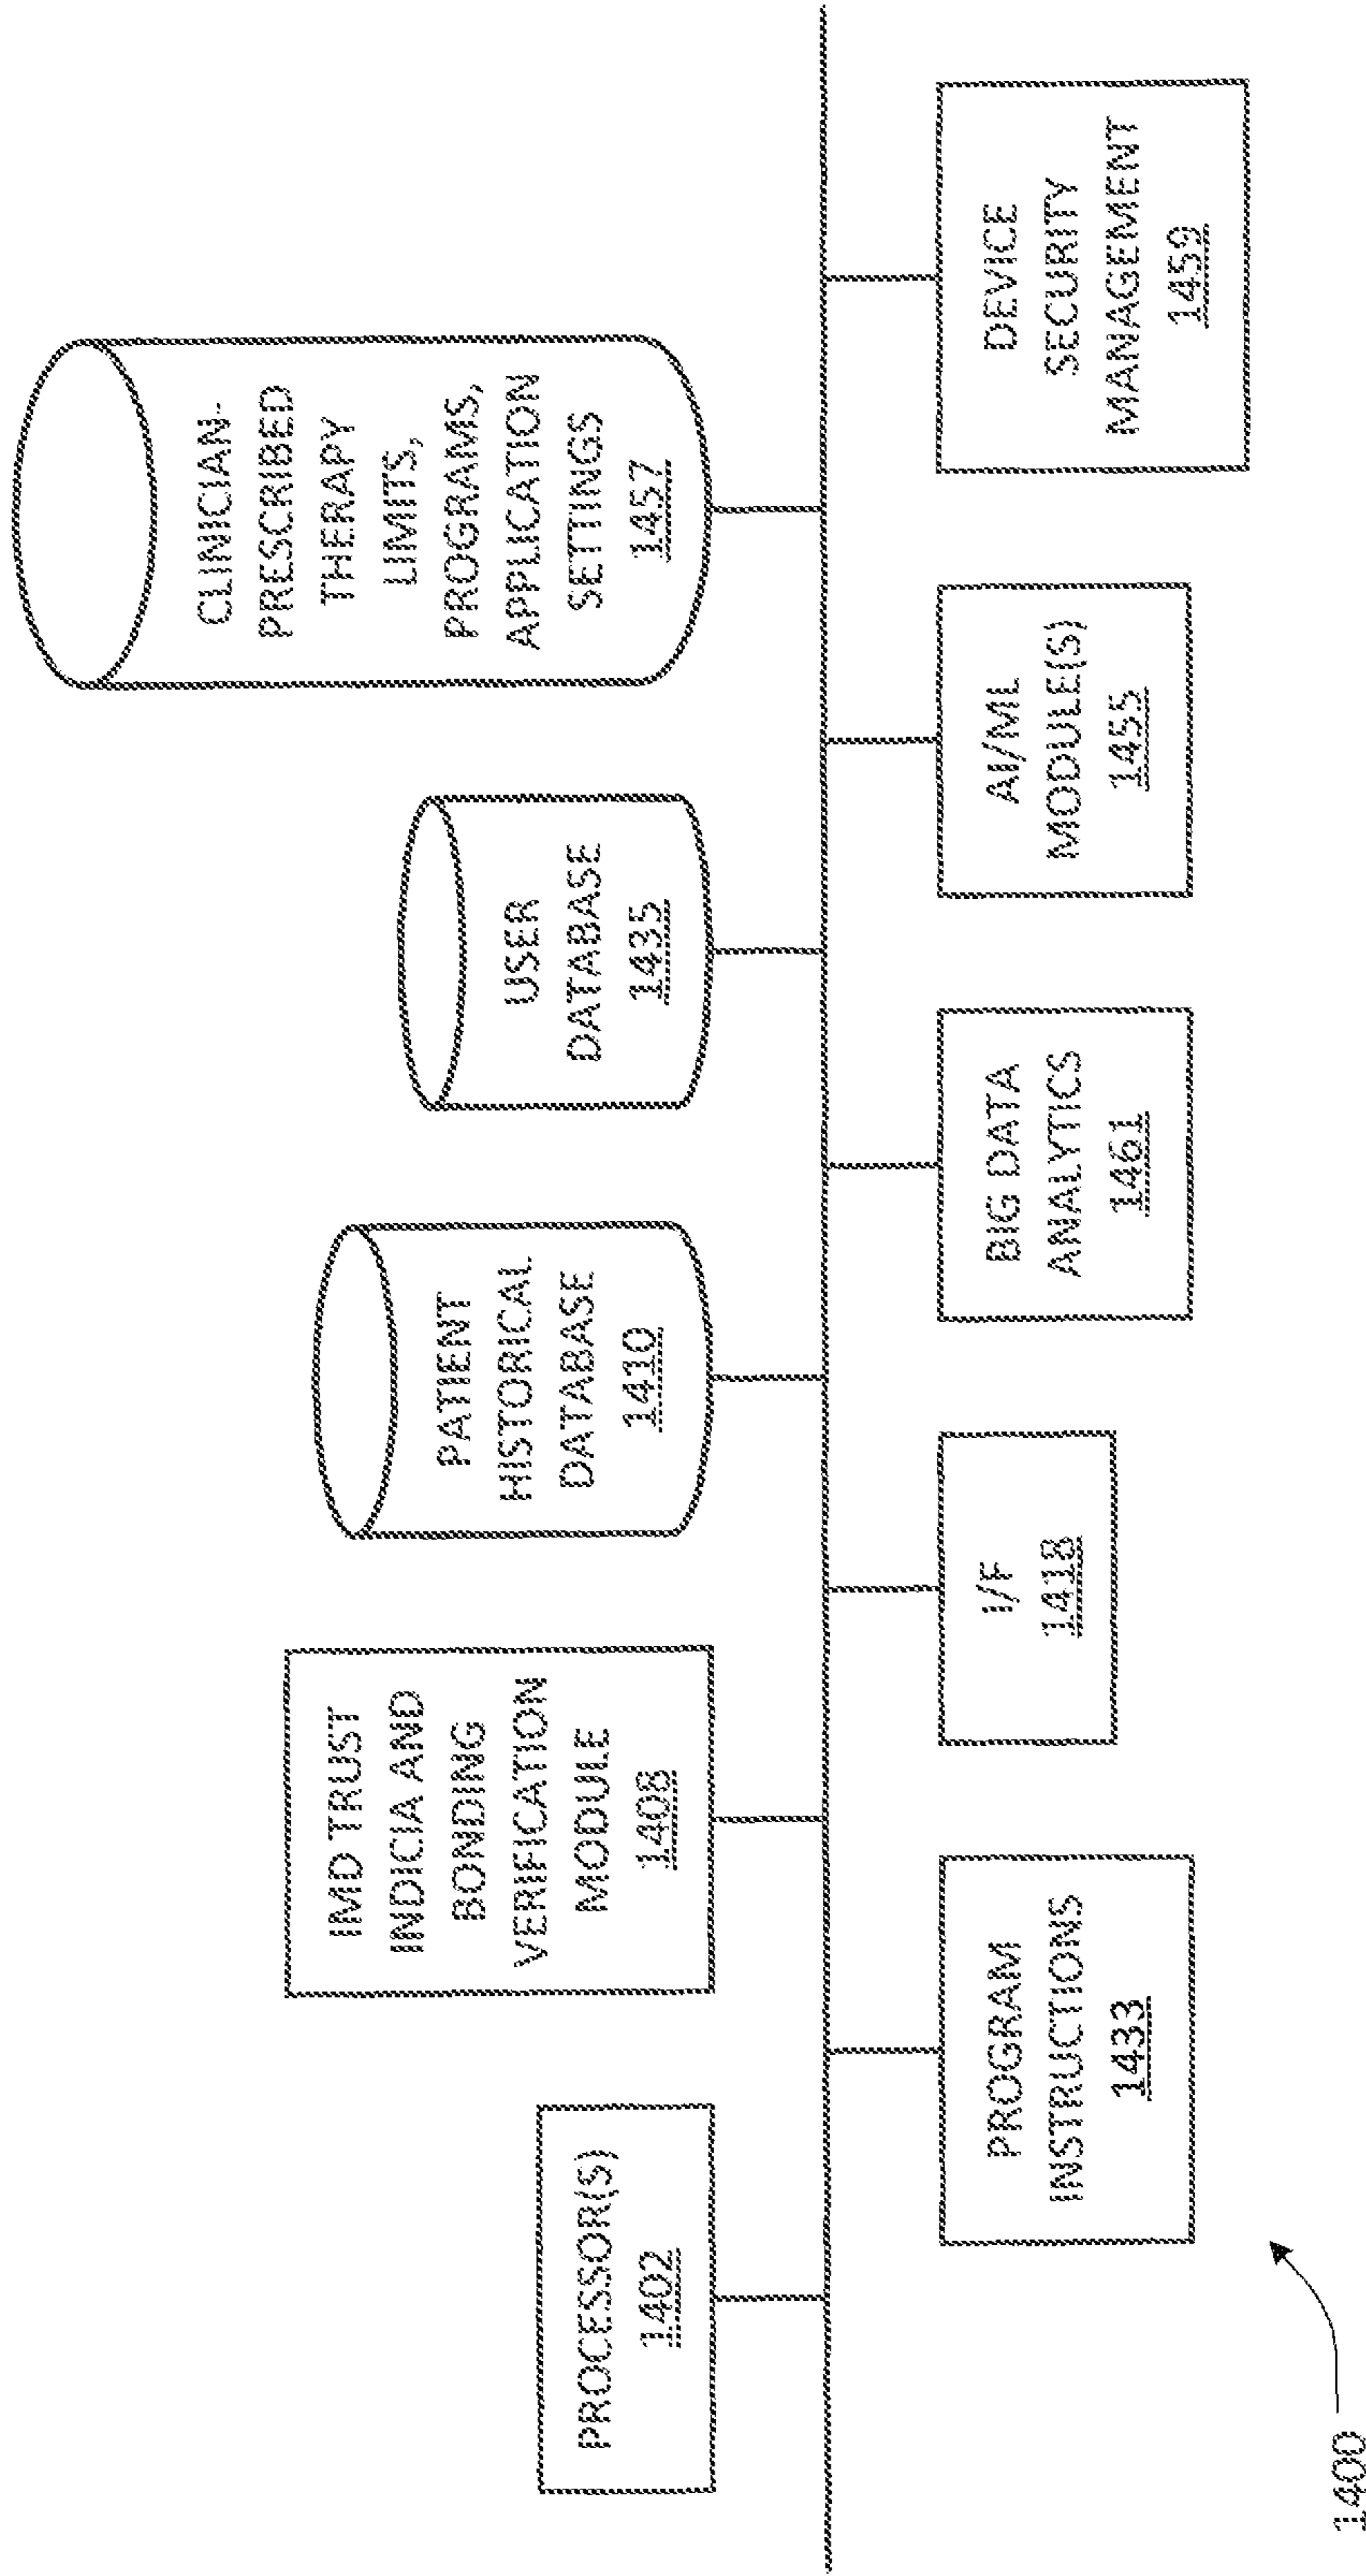 PROCESSOR(S)
1402
IMD TRUST
INDICIA AND
BONDING
VERIFICATION
MODULE
1408
PATIENT
HISTORICAL
DATABASE
1410
USER
DATABASE
1435
CLINICIAN-
PRESCRIBED
THERAPY
LIMITS,
PROGRAMS,
APPLICATION
SETTINGS
1457
PROGRAM
INSTRUCTIONS
1433
I/F
1418
BIG DATA
ANALYTICS
1461
AI/ML
MODULE(S)
1455
DEVICE
SECURITY
MANAGEMENT
1459
1400